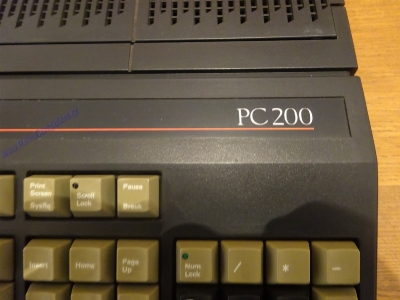 PC 200
Print Screen SysRq
Scroll Lock
Pause Break
Insert
Home
Page Up
Num Lock
/
*
-